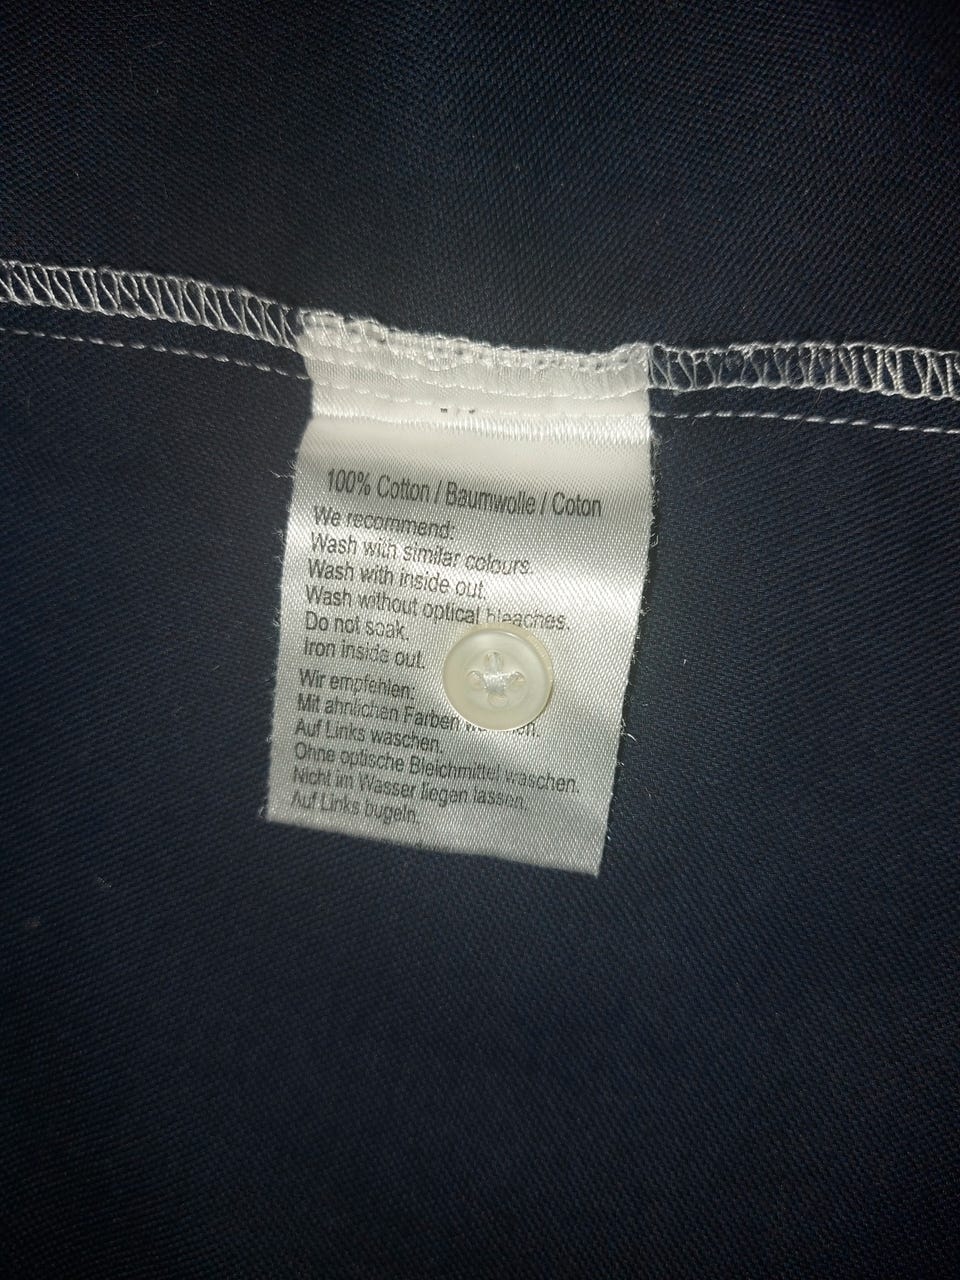 100% Cotton / Baumwolle / Coton
We recommend:
Wash with similar colours.
Wash with inside out.
Wash without optical bleaches.
Do not soak.
Iron inside out.
Wir empfehlen:
Mit ahnlichen Farben
Auf Links waschen.
Ohne optische Bleichmittel waschen.
Nicht im Wasser liegen lassen.
Auf Links bugeln.